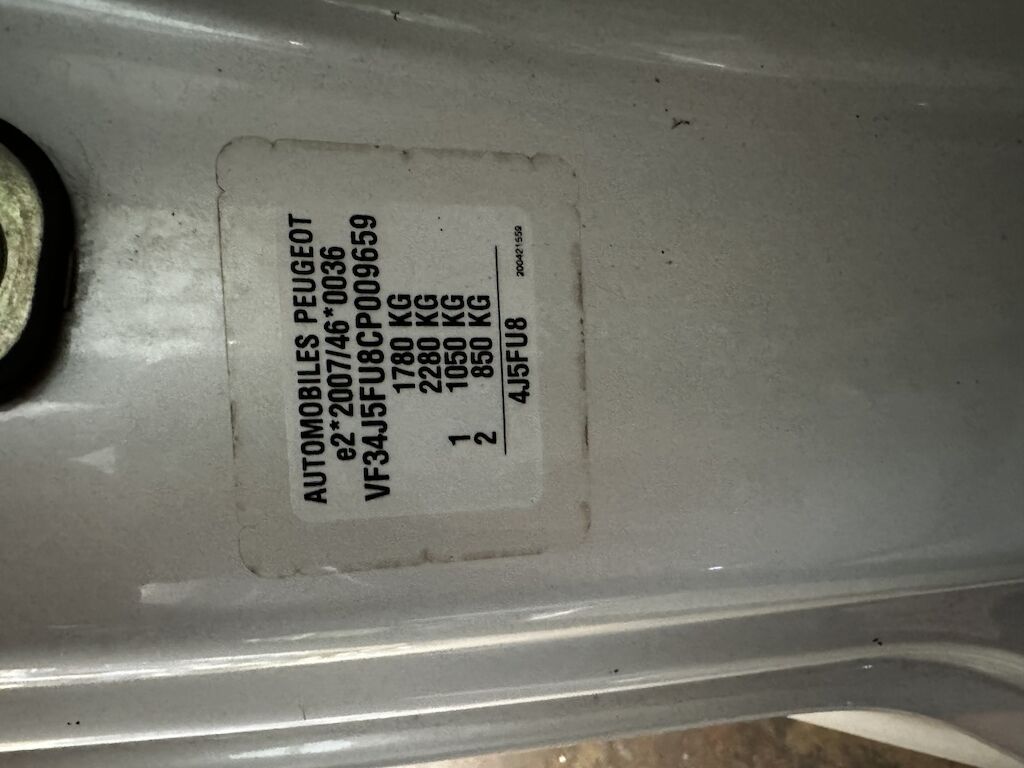 AUTOMOBILES PEUGEOT
e2*2007/46*0036
VF34J5FU8CP009659
1780 KG
2280 KG
1 1050 KG
2 850 KG
4J5FU8
200421559